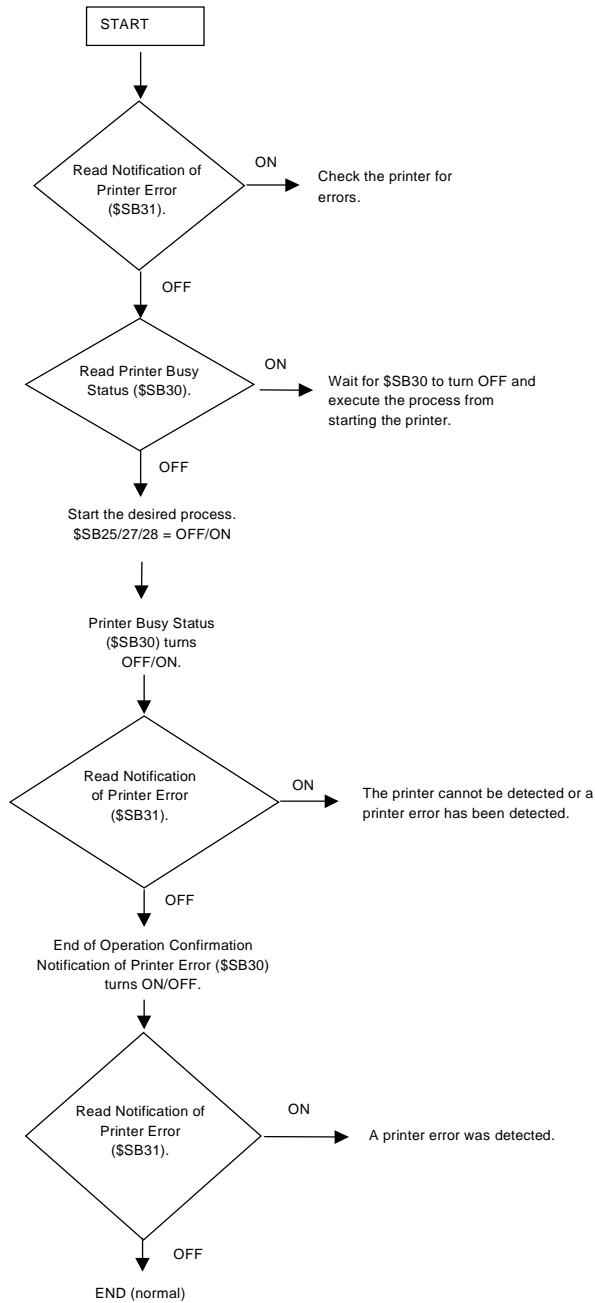 START
Read Notification of
Printer Error
($SB31).
ON
Check the printer for
errors.
OFF
Read Printer Busy
Status ($SB30).
ON
Wait for $SB30 to turn OFF and
execute the process from
starting the printer.
OFF
Start the desired process.
$SB25/27/28 = OFF/ON
Printer Busy Status
($SB30) turns
OFF/ON.
Read Notification
of Printer Error
($SB31).
ON
The printer cannot be detected or a
printer error has been detected.
OFF
End of Operation Confirmation
Notification of Printer Error ($SB30)
turns ON/OFF.
Read Notification of
Printer Error
($SB31).
ON
A printer error was detected.
OFF
END (normal)